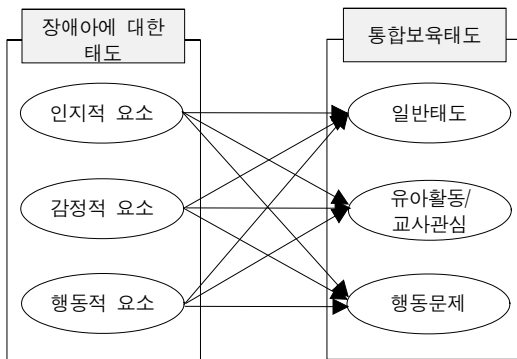 장애아에 대한
태도
통합보육태도
인지적 요소
일반태도
감정적 요소
유아활동/
교사관심
행동적 요소
행동문제